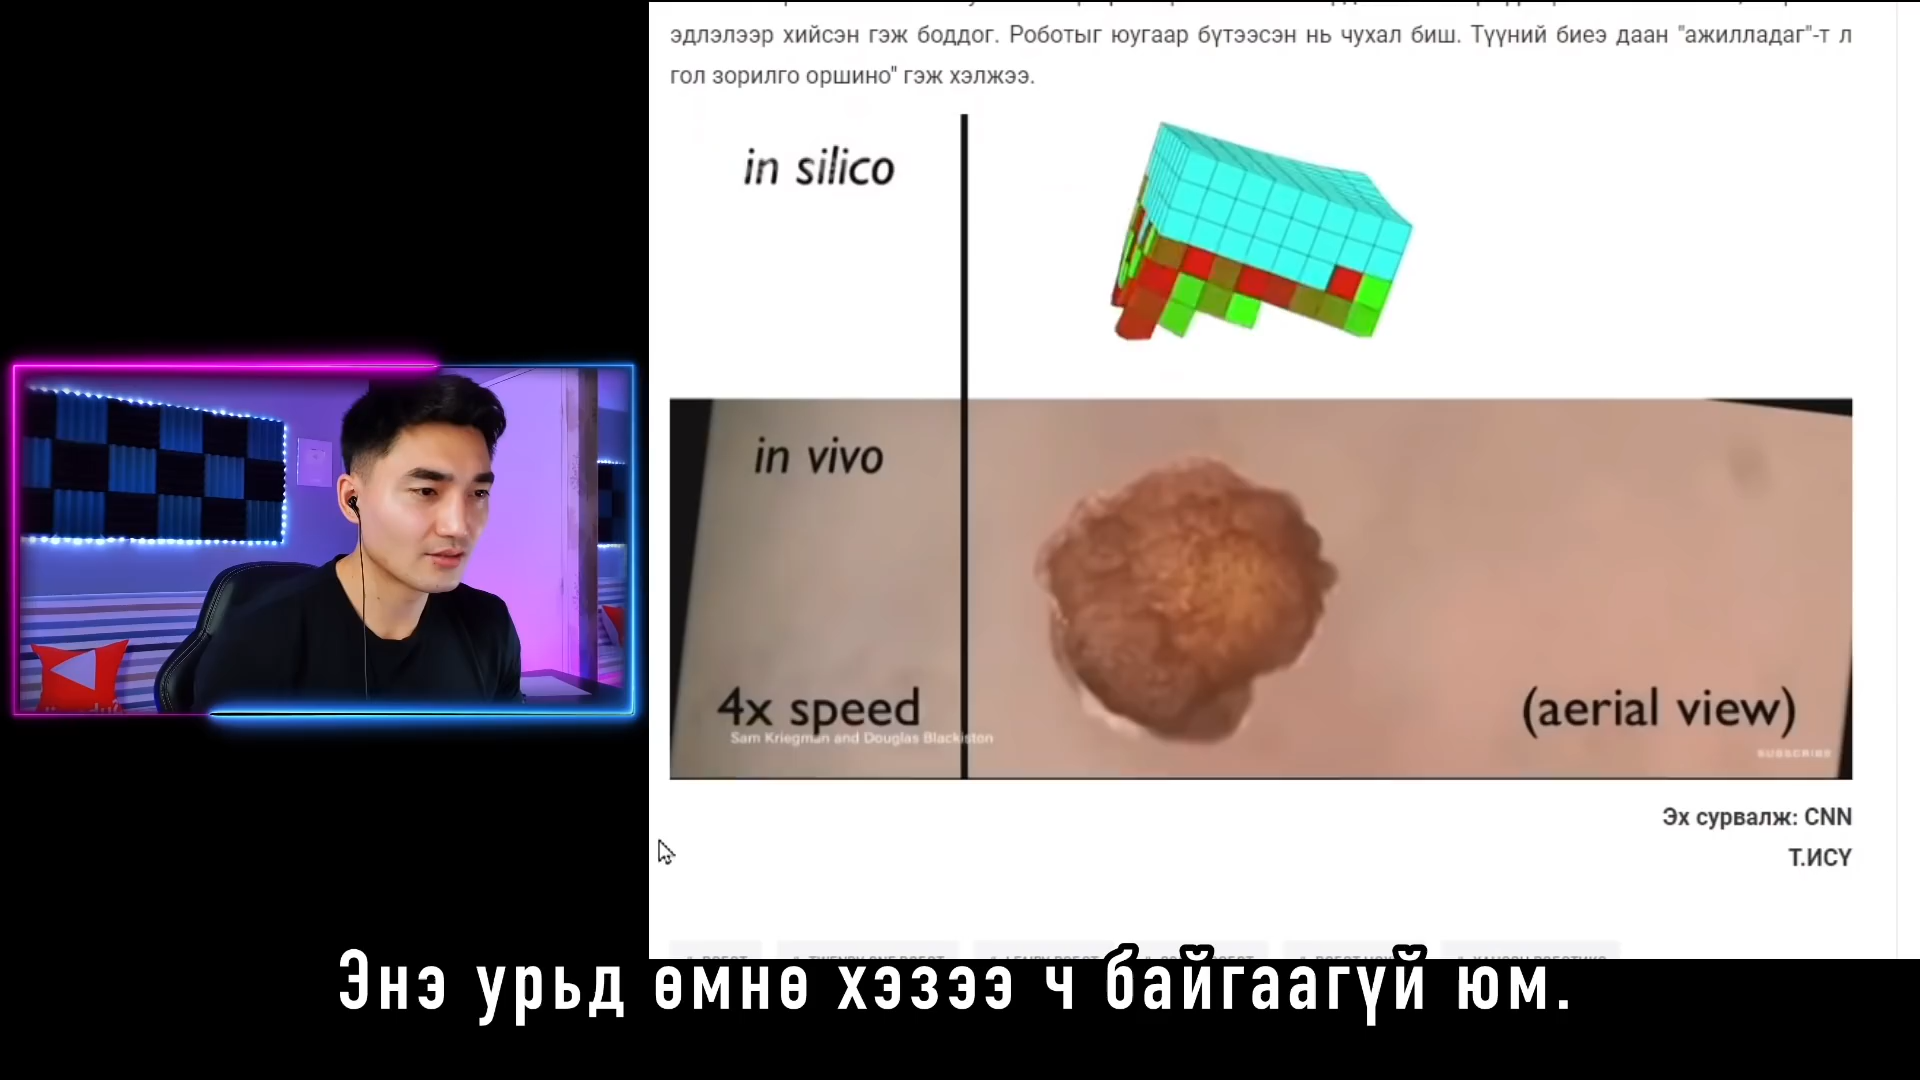 эдлэлээр хийсэн гэж боддог. Роботыг юугаар бүтээсэн нь чухал биш. Түүний биеэ даан "ажилладаг"-т л
гол зорилго оршино" гэж хэлжээ.
in silico
in vivo
4x speed
(aerial view)
Sam Kriegman and Douglas Blackiston
SUBSCRIBE
Эх сурвалж: CNN
Т.ИСҮ
Энэ урьд өмнө хэзээ ч байгаагүй юм.